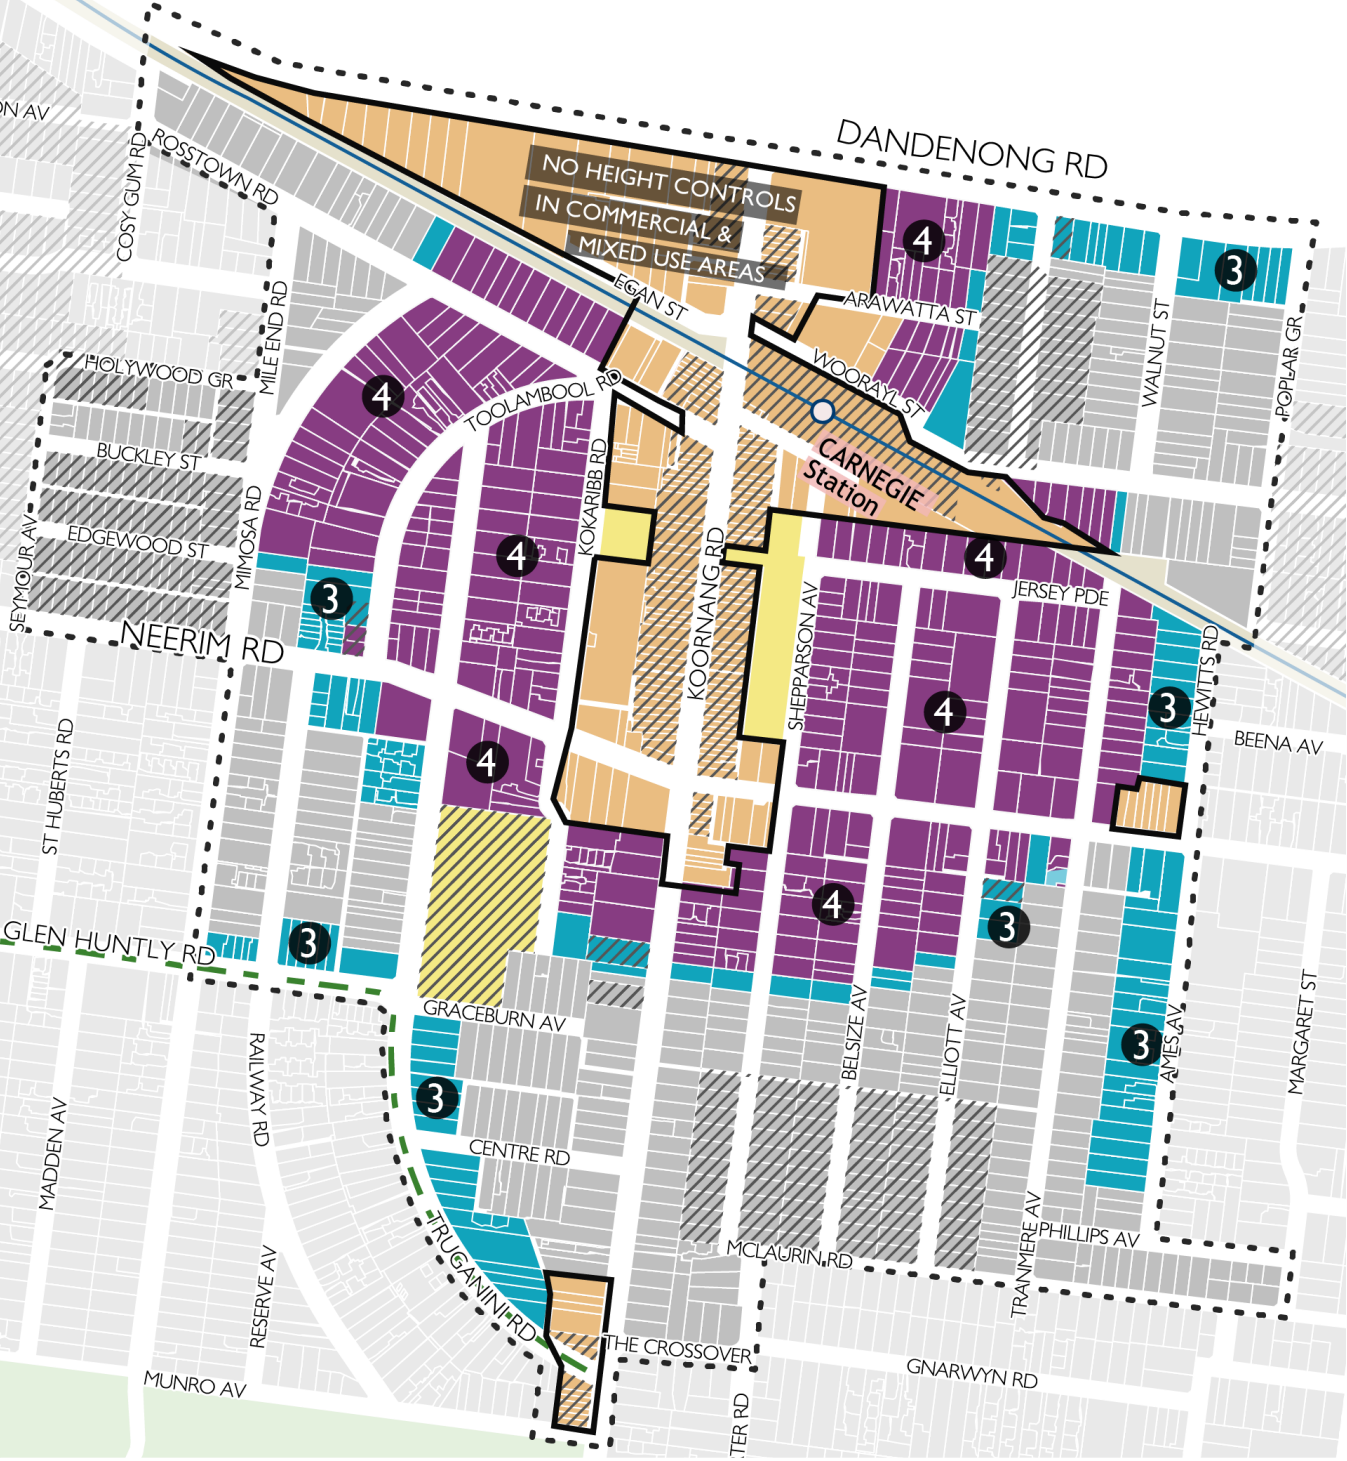 DANDENONG RD
ON AV
COSY GUM RD
ROSSTOWN RD
NO HEIGHT CONTROLS
IN COMMERCIAL &
MIXED USE AREAS
4
3
EGAN ST
ARAWATTA ST
WALNUT ST
POPLAR GR
MILE END RD
HOLYWOOD GR
4
TOOLAMBOOL RD
WOORAYL ST
CARNEGIE
Station
BUCKLEY ST
KOKARIBB RD
SEYMOUR AV
EDGEWOOD ST
MIMOSA RD
4
4
JERSEY PDE
3
NEERIM RD
KOORNANG RD
SHEPPARSON AV
4
3
HEWITTS RD
BEENA AV
ST HUBERTS RD
4
GLEN HUNTLY RD
3
4
3
GRACEBURN AV
BELSIZE AV
ELLIOTT AV
3
AMES AV
MARGARET ST
RAILWAY RD
3
MADDEN AV
CENTRE RD
TRUGANINI RD
MCLAURIN RD
TRANMERE AV
PHILLIPS AV
RESERVE AV
THE CROSSOVER
GNARWYN RD
MUNRO AV
TER RD